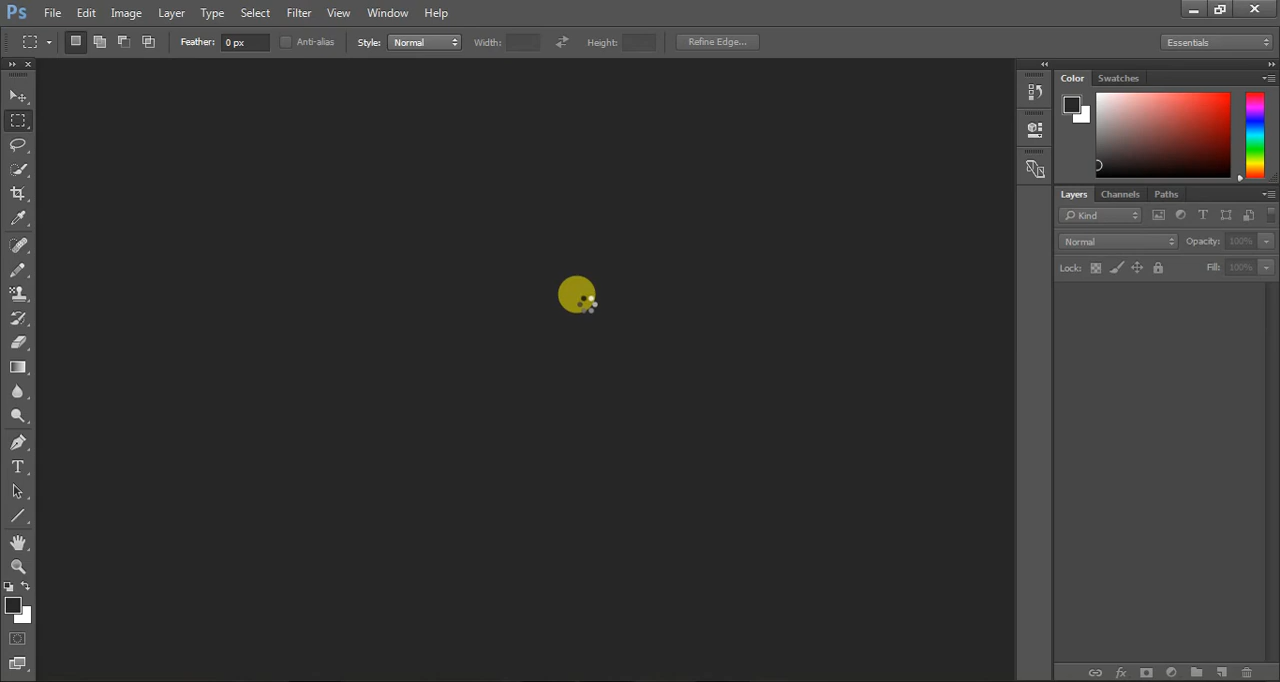 Ps File Edit Image Layer Type Select Filter View Window Help
Feather: 0 px Anti-alias Style: Normal Width: Height: Refine Edge... Essentials
Color Swatches
Layers Channels Paths
Kind
Normal Opacity: 100%
Lock: Fill: 100%